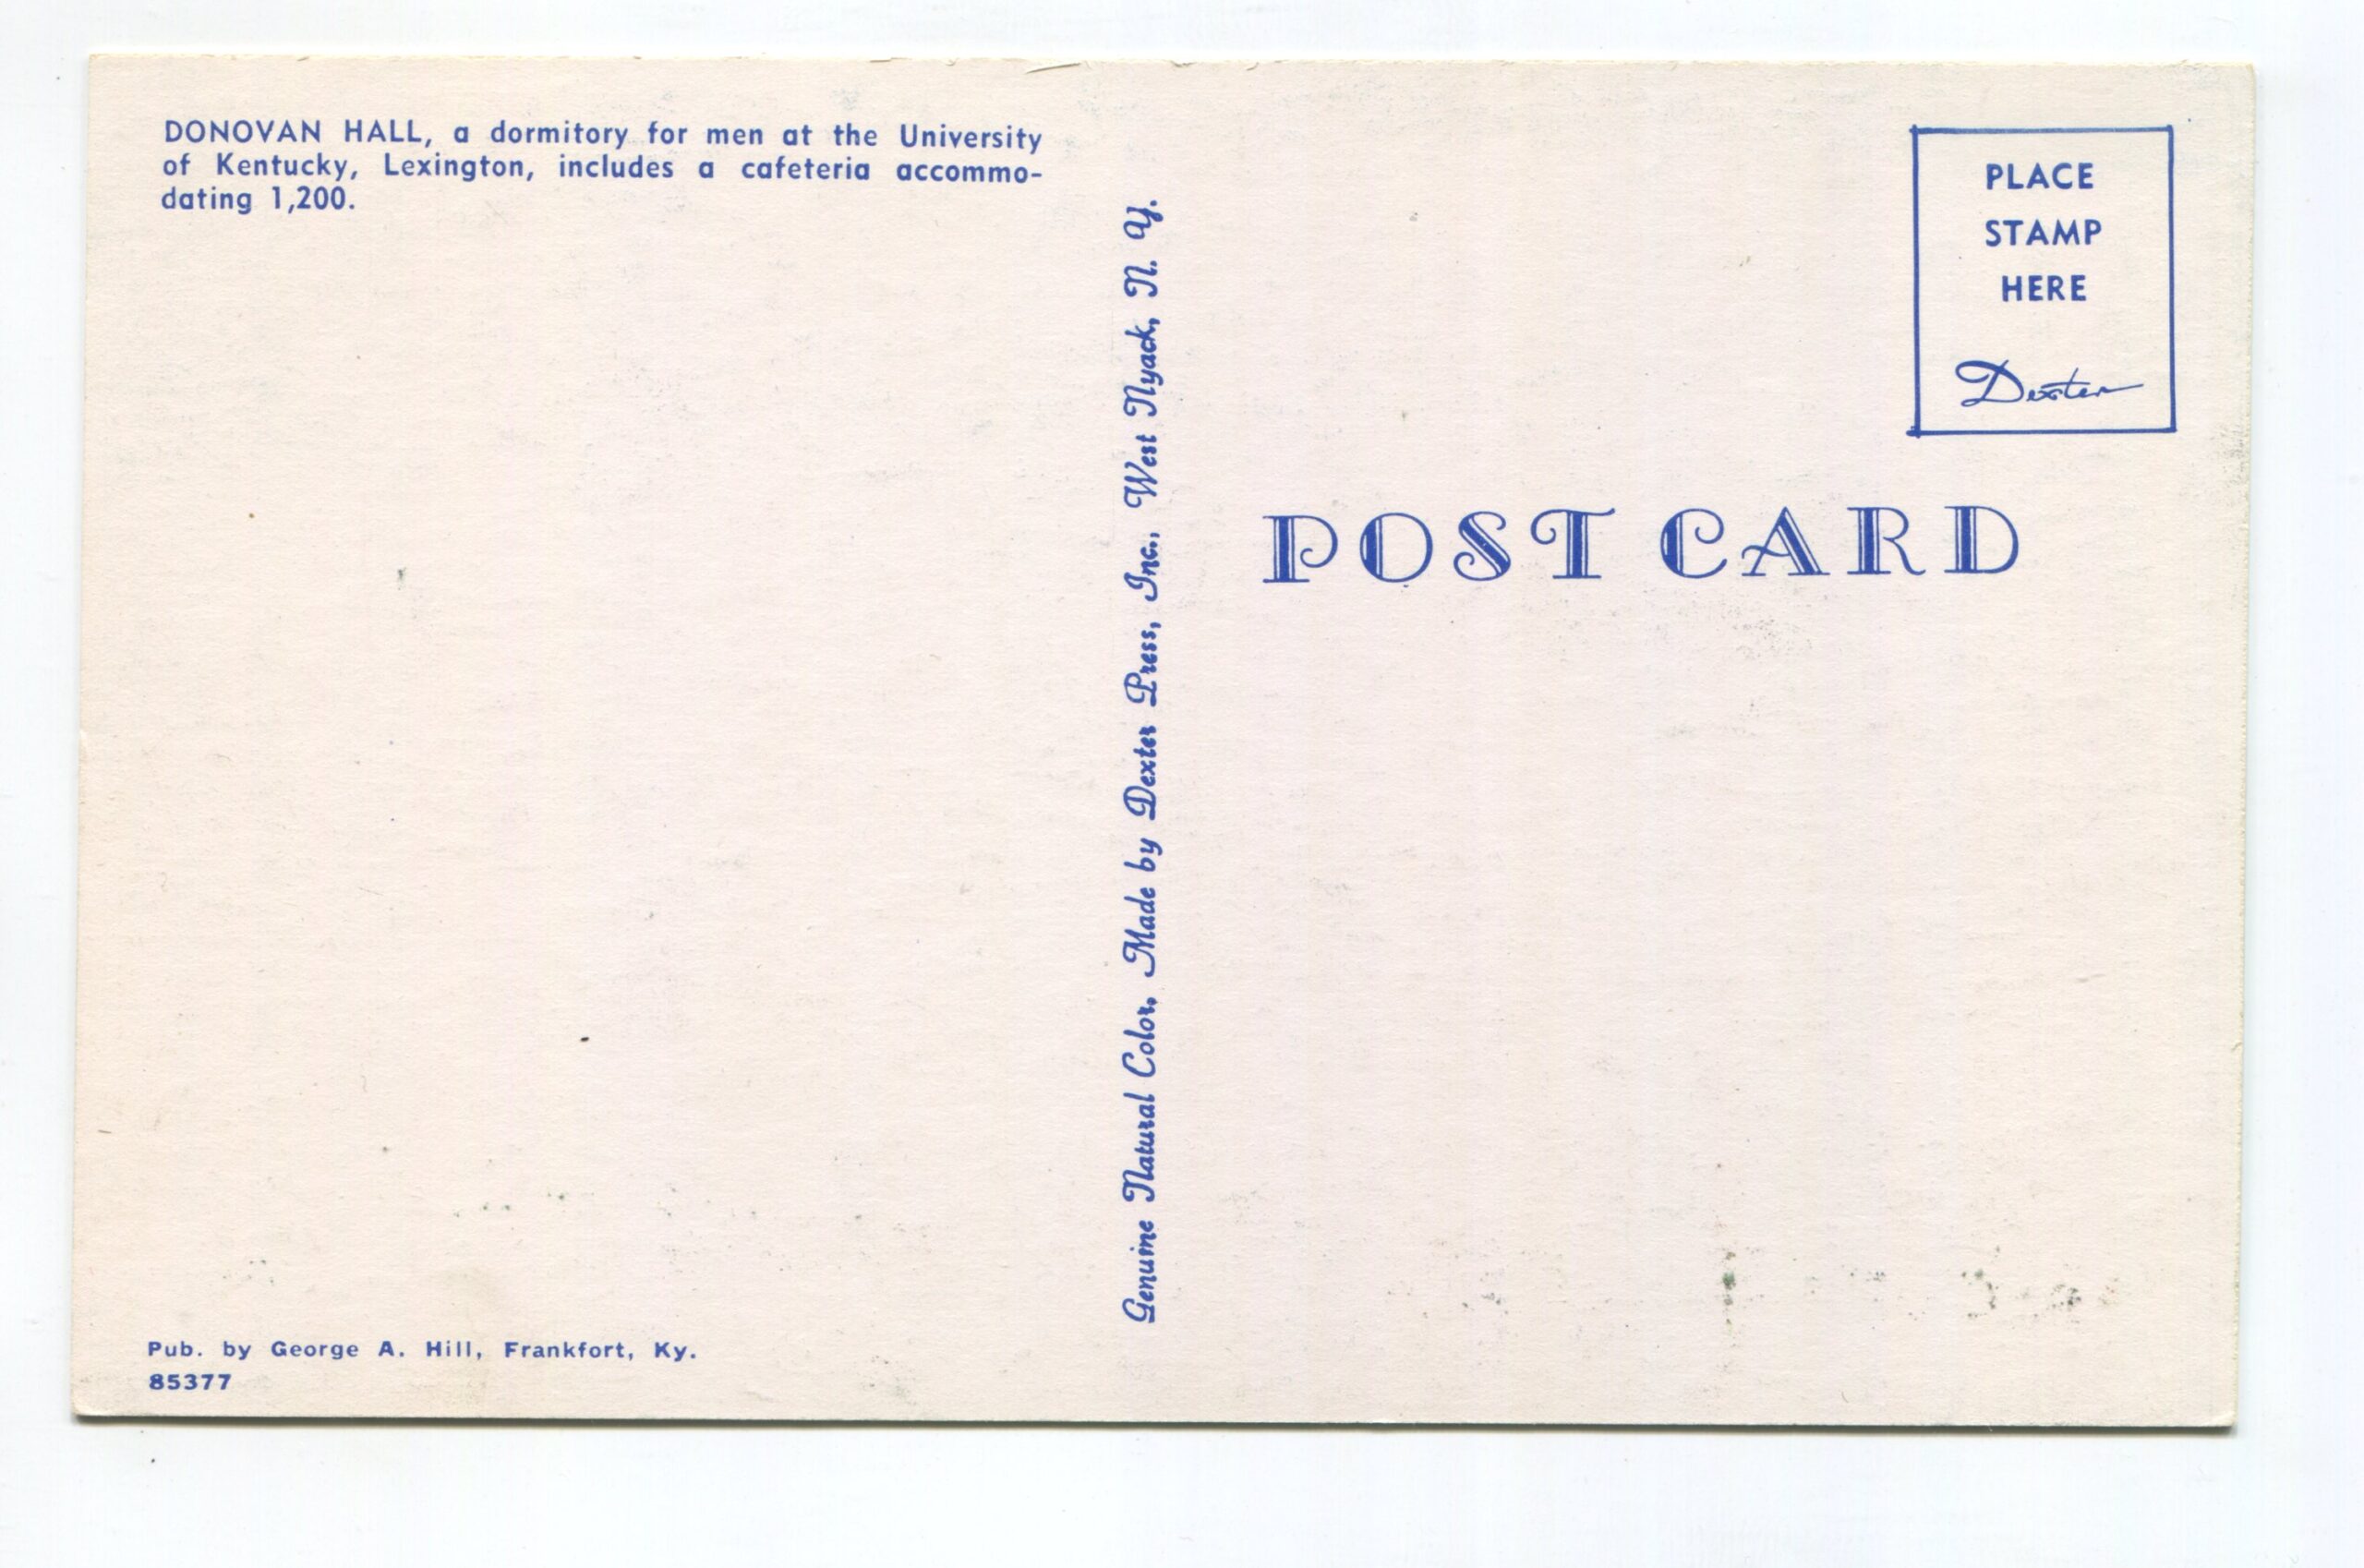 DONOVAN HALL, a dormitory for men at the University
of Kentucky, Lexington, includes a cafeteria accommo-
dating 1,200.
Pub. by George A. Hill, Frankfort, Ky.
85377
Genuine Natural Color, Made by Dexter Press, Inc., West Nyack, N. Y.
PLACE
STAMP
HERE
Dexter
POST CARD